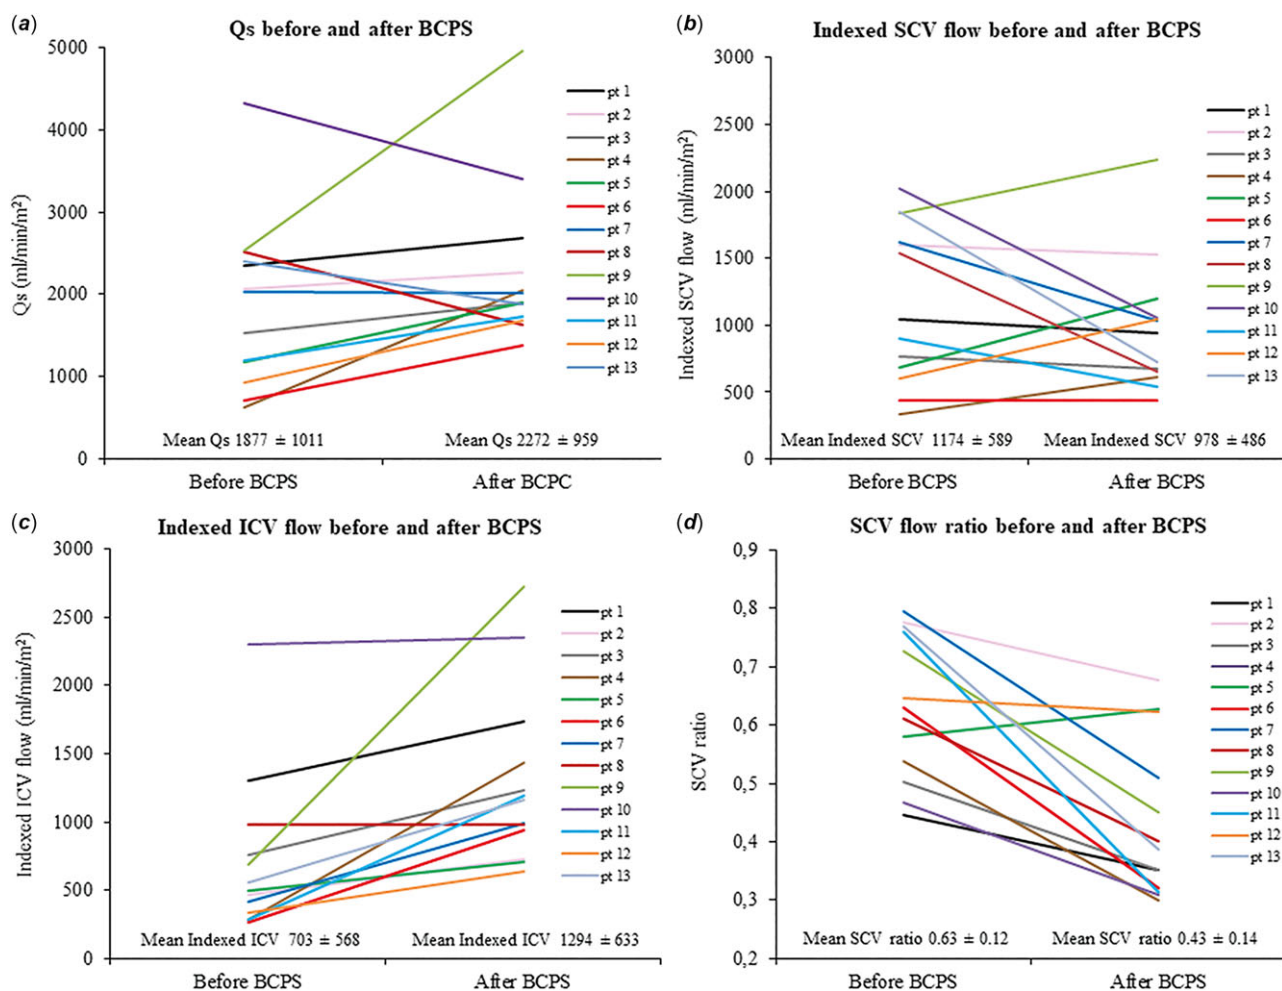 (a)
Qs before and after BCPS
5000
4000
3000
2000
1000
0
Qs (ml/min/m²)
pt 1
pt 2
pt 3
pt 4
pt 5
pt 6
pt 7
pt 8
pt 9
pt 10
pt 11
pt 12
pt 13
Mean Qs 1877 ± 1011
Mean Qs 2272 ± 959
Before BCPS
After BCPC
(b)
Indexed SCV flow before and after BCPS
3000
2500
2000
1500
1000
500
0
Indexed SCV flow (ml/min/m²)
pt 1
pt 2
pt 3
pt 4
pt 5
pt 6
pt 7
pt 8
pt 9
pt 10
pt 11
pt 12
pt 13
Mean Indexed SCV 1174 ± 589
Mean Indexed SCV 978 ± 486
Before BCPS
After BCPS
(c)
Indexed ICV flow before and after BCPS
3000
2500
2000
1500
1000
500
0
Indexed ICV flow (ml/min/m²)
pt 1
pt 2
pt 3
pt 4
pt 5
pt 6
pt 7
pt 8
pt 9
pt 10
pt 11
pt 12
pt 13
Mean Indexed ICV 703 ± 568
Mean Indexed ICV 1294 ± 633
Before BCPS
After BCPS
(d)
SCV flow ratio before and after BCPS
0,9
0,8
0,7
0,6
0,5
0,4
0,3
0,2
SCV ratio
pt 1
pt 2
pt 3
pt 4
pt 5
pt 6
pt 7
pt 8
pt 9
pt 10
pt 11
pt 12
pt 13
Mean SCV ratio 0.63 ± 0.12
Mean SCV ratio 0.43 ± 0.14
Before BCPS
After BCPS